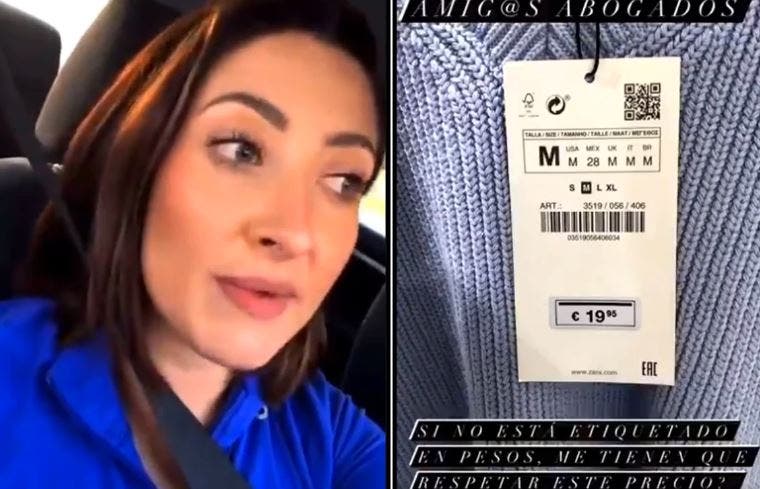 AMIG@S ABOGADOS
TALLA / SIZE / TAMANHO / TAILLE / MAAT /
M USA MEX UK IT BR
M 28 M M M
S M L XL
ART.: 3519 / 056 / 406
03519056406034
€ 19 95
www.zara.com
EAC
SI NO ESTÁ ETIQUETADO
EN PESOS, ME TIENEN QUE
RESPETAR ESTE PRECIO?